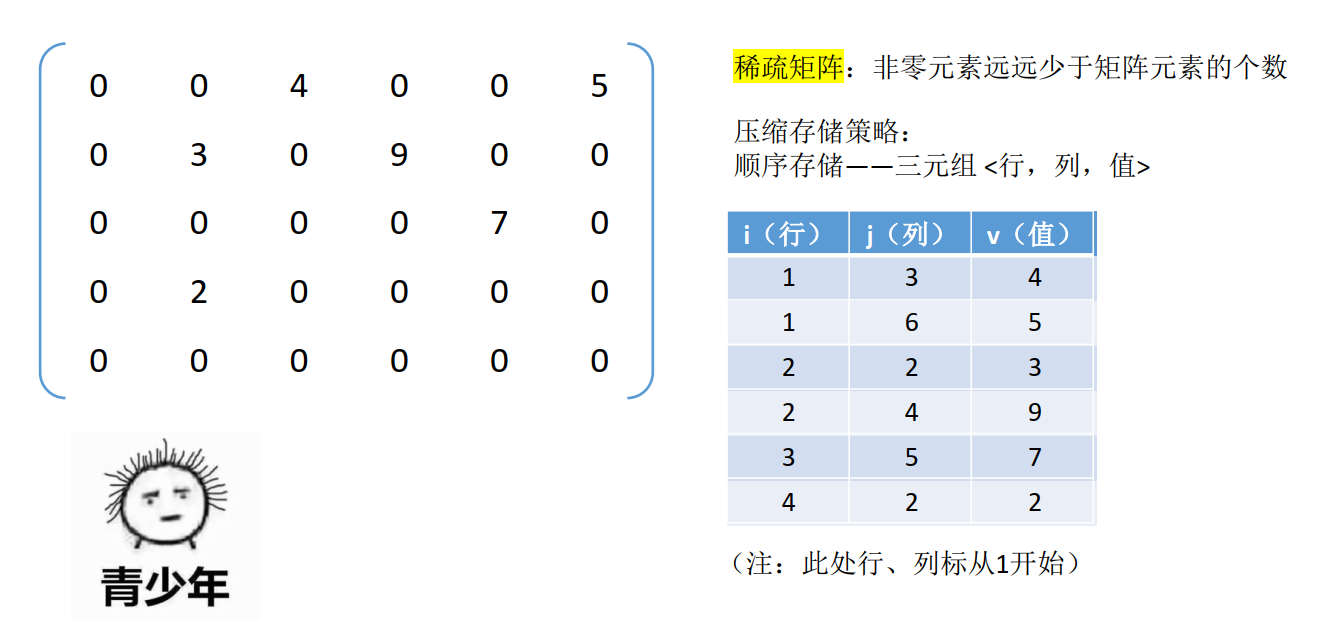 0 0 4 0 0 5
0 3 0 9 0 0
0 0 0 0 7 0
0 2 0 0 0 0
0 0 0 0 0 0
青少年
稀疏矩阵：非零元素远远少于矩阵元素的个数
压缩存储策略：
顺序存储——三元组 <行，列，值>
i（行） j（列） v（值）
1 3 4
1 6 5
2 2 3
2 4 9
3 5 7
4 2 2
（注：此处行、列标从1开始）